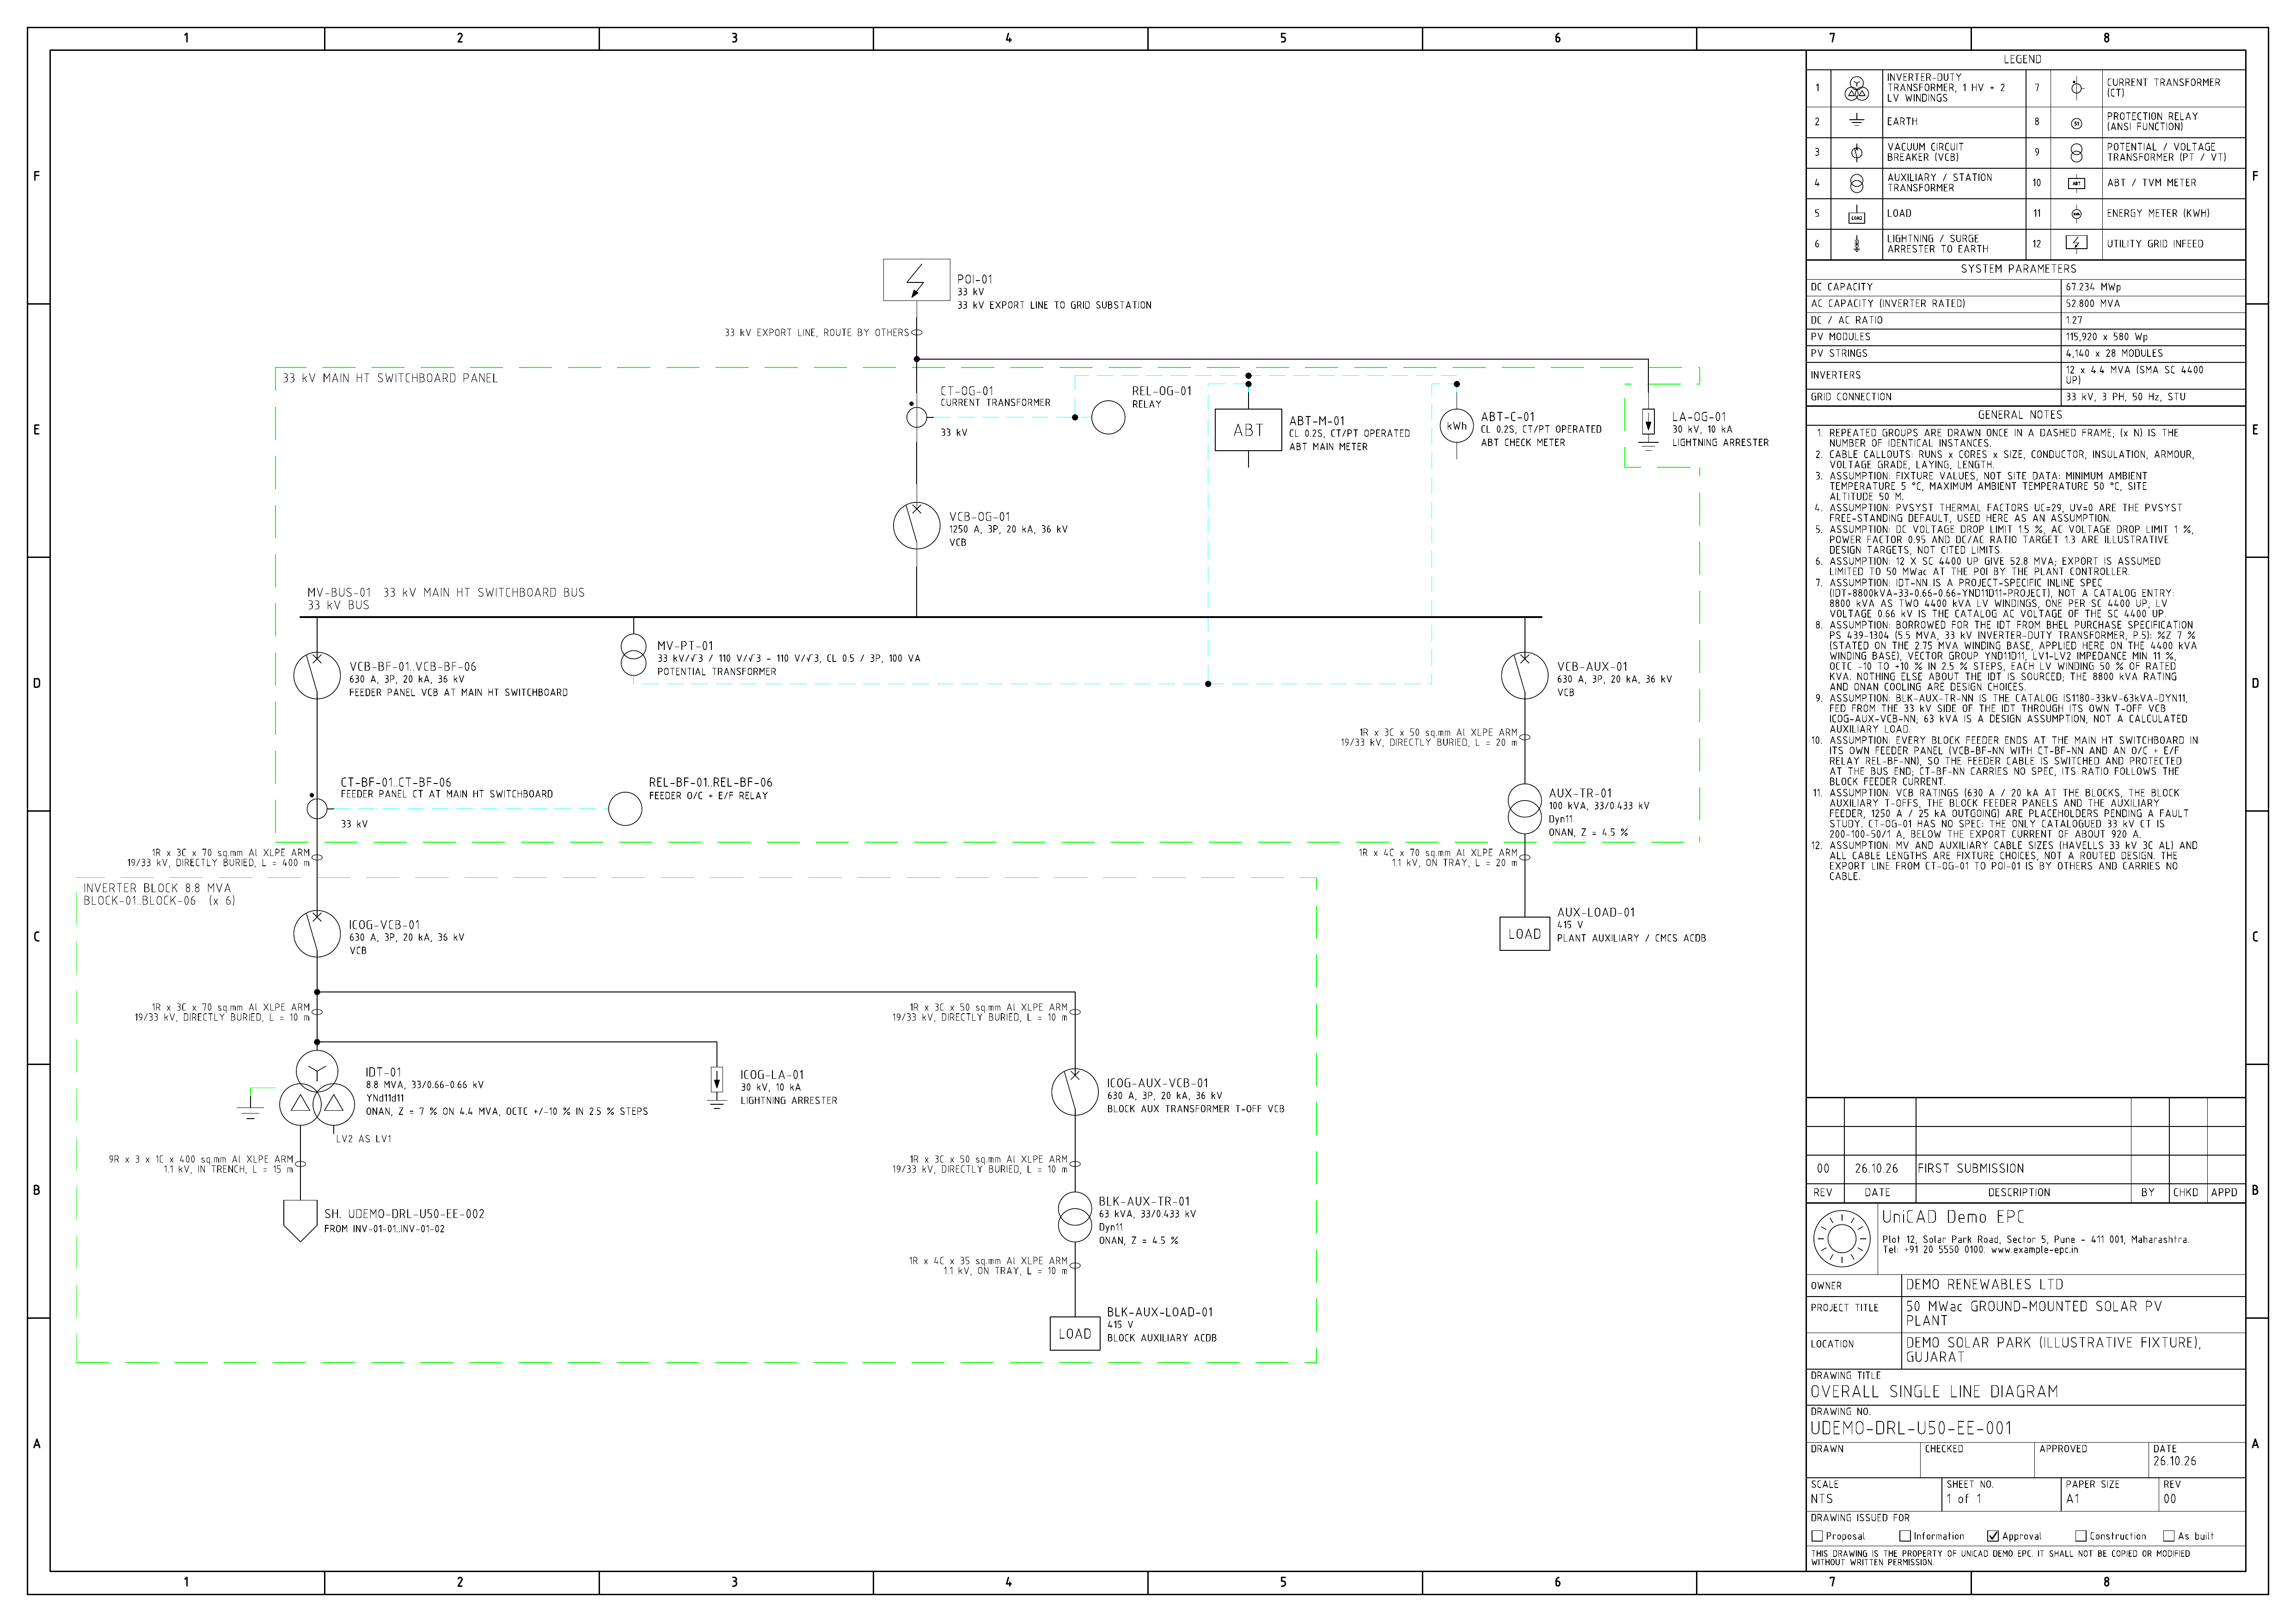 1 2 3 4 5 6 7 8
F
E
D
C
B
A
POI-01
33 kV
33 kV EXPORT LINE TO GRID SUBSTATION
33 kV EXPORT LINE, ROUTE BY OTHERS
33 kV MAIN HT SWITCHBOARD PANEL
CT-OG-01
CURRENT TRANSFORMER
33 kV
REL-OG-01
RELAY
ABT
ABT-M-01
CL 0.2S, CT/PT OPERATED
ABT MAIN METER
kWh
ABT-C-01
CL 0.2S, CT/PT OPERATED
ABT CHECK METER
LA-OG-01
30 kV, 10 kA
LIGHTNING ARRESTER
VCB-OG-01
1250 A, 3P, 20 kA, 36 kV
VCB
MV-BUS-01 33 kV MAIN HT SWITCHBOARD BUS
33 kV BUS
VCB-BF-01..VCB-BF-06
630 A, 3P, 20 kA, 36 kV
FEEDER PANEL VCB AT MAIN HT SWITCHBOARD
MV-PT-01
33 kV/√3 / 110 V/√3 - 110 V/√3, CL 0.5 / 3P, 100 VA
POTENTIAL TRANSFORMER
VCB-AUX-01
630 A, 3P, 20 kA, 36 kV
VCB
1R x 3C x 50 sq.mm Al XLPE ARM
19/33 kV, DIRECTLY BURIED, L = 20 m
CT-BF-01..CT-BF-06
FEEDER PANEL CT AT MAIN HT SWITCHBOARD
33 kV
REL-BF-01..REL-BF-06
FEEDER O/C + E/F RELAY
AUX-TR-01
100 kVA, 33/0.433 kV
Dyn11
ONAN, Z = 4.5 %
1R x 3C x 70 sq.mm Al XLPE ARM
19/33 kV, DIRECTLY BURIED, L = 400 m
1R x 4C x 70 sq.mm Al XLPE ARM
1.1 kV, ON TRAY, L = 20 m
INVERTER BLOCK 8.8 MVA
BLOCK-01..BLOCK-06 (x 6)
ICOG-VCB-01
630 A, 3P, 20 kA, 36 kV
VCB
LOAD
AUX-LOAD-01
415 V
PLANT AUXILIARY / CMCS ACDB
1R x 3C x 70 sq.mm Al XLPE ARM
19/33 kV, DIRECTLY BURIED, L = 10 m
1R x 3C x 50 sq.mm Al XLPE ARM
19/33 kV, DIRECTLY BURIED, L = 10 m
IDT-01
8.8 MVA, 33/0.66-0.66 kV
YNd11d11
ONAN, Z = 7 % ON 4.4 MVA, OCTC +/-10 % IN 2.5 % STEPS
LV2 AS LV1
ICOG-LA-01
30 kV, 10 kA
LIGHTNING ARRESTER
ICOG-AUX-VCB-01
630 A, 3P, 20 kA, 36 kV
BLOCK AUX TRANSFORMER T-OFF VCB
9R x 3 x 1C x 400 sq.mm Al XLPE ARM
1.1 kV, IN TRENCH, L = 15 m
1R x 3C x 50 sq.mm Al XLPE ARM
19/33 kV, DIRECTLY BURIED, L = 10 m
SH. UDEMO-DRL-U50-EE-002
FROM INV-01-01..INV-01-02
BLK-AUX-TR-01
63 kVA, 33/0.433 kV
Dyn11
ONAN, Z = 4.5 %
1R x 4C x 35 sq.mm Al XLPE ARM
1.1 kV, ON TRAY, L = 10 m
LOAD
BLK-AUX-LOAD-01
415 V
BLOCK AUXILIARY ACDB
LEGEND
1 INVERTER-DUTY
TRANSFORMER, 1 HV + 2
LV WINDINGS
7 CURRENT TRANSFORMER
(CT)
2 EARTH
8 51 PROTECTION RELAY
(ANSI FUNCTION)
3 VACUUM CIRCUIT
BREAKER (VCB)
9 POTENTIAL / VOLTAGE
TRANSFORMER (PT / VT)
4 AUXILIARY / STATION
TRANSFORMER
10 ABT ABT / TVM METER
5 LOAD LOAD
11 kWh ENERGY METER (KWH)
6 LIGHTNING / SURGE
ARRESTER TO EARTH
12 UTILITY GRID INFEED
SYSTEM PARAMETERS
DC CAPACITY 67.234 MWp
AC CAPACITY (INVERTER RATED) 52.800 MVA
DC / AC RATIO 1.27
PV MODULES 115,920 x 580 Wp
PV STRINGS 4,140 x 28 MODULES
INVERTERS 12 x 4.4 MVA (SMA SC 4400
UP)
GRID CONNECTION 33 kV, 3 PH, 50 Hz, STU
GENERAL NOTES
1. REPEATED GROUPS ARE DRAWN ONCE IN A DASHED FRAME; (x N) IS THE
NUMBER OF IDENTICAL INSTANCES.
2. CABLE CALLOUTS: RUNS x CORES x SIZE, CONDUCTOR, INSULATION, ARMOUR,
VOLTAGE GRADE, LAYING, LENGTH.
3. ASSUMPTION: FIXTURE VALUES, NOT SITE DATA: MINIMUM AMBIENT
TEMPERATURE 5 °C, MAXIMUM AMBIENT TEMPERATURE 50 °C, SITE
ALTITUDE 50 M.
4. ASSUMPTION: PVSYST THERMAL FACTORS UC=29, UV=0 ARE THE PVSYST
FREE-STANDING DEFAULT, USED HERE AS AN ASSUMPTION.
5. ASSUMPTION: DC VOLTAGE DROP LIMIT 1.5 %, AC VOLTAGE DROP LIMIT 1 %,
POWER FACTOR 0.95 AND DC/AC RATIO TARGET 1.3 ARE ILLUSTRATIVE
DESIGN TARGETS, NOT CITED LIMITS.
6. ASSUMPTION: 12 X SC 4400 UP GIVE 52.8 MVA; EXPORT IS ASSUMED
LIMITED TO 50 MWac AT THE POI BY THE PLANT CONTROLLER.
7. ASSUMPTION: IDT-NN IS A PROJECT-SPECIFIC INLINE SPEC
(IDT-8800kVA-33-0.66-0.66-YND11D11-PROJECT), NOT A CATALOG ENTRY:
8800 kVA AS TWO 4400 kVA LV WINDINGS, ONE PER SC 4400 UP; LV
VOLTAGE 0.66 kV IS THE CATALOG AC VOLTAGE OF THE SC 4400 UP.
8. ASSUMPTION: BORROWED FOR THE IDT FROM BHEL PURCHASE SPECIFICATION
PS 439-1304 (5.5 MVA, 33 kV INVERTER-DUTY TRANSFORMER, P.5): %Z 7 %
(STATED ON THE 2.75 MVA WINDING BASE, APPLIED HERE ON THE 4400 kVA
WINDING BASE), VECTOR GROUP YND11D11, LV1-LV2 IMPEDANCE MIN 11 %,
OCTC -10 TO +10 % IN 2.5 % STEPS, EACH LV WINDING 50 % OF RATED
KVA. NOTHING ELSE ABOUT THE IDT IS SOURCED; THE 8800 kVA RATING
AND ONAN COOLING ARE DESIGN CHOICES.
9. ASSUMPTION: BLK-AUX-TR-NN IS THE CATALOG IS1180-33kV-63kVA-DYN11,
FED FROM THE 33 kV SIDE OF THE IDT THROUGH ITS OWN T-OFF VCB
ICOG-AUX-VCB-NN; 63 kVA IS A DESIGN ASSUMPTION, NOT A CALCULATED
AUXILIARY LOAD.
10. ASSUMPTION: EVERY BLOCK FEEDER ENDS AT THE MAIN HT SWITCHBOARD IN
ITS OWN FEEDER PANEL (VCB-BF-NN WITH CT-BF-NN AND AN O/C + E/F
RELAY REL-BF-NN), SO THE FEEDER CABLE IS SWITCHED AND PROTECTED
AT THE BUS END; CT-BF-NN CARRIES NO SPEC, ITS RATIO FOLLOWS THE
BLOCK FEEDER CURRENT.
11. ASSUMPTION: VCB RATINGS (630 A / 20 kA AT THE BLOCKS, THE BLOCK
AUXILIARY T-OFFS, THE BLOCK FEEDER PANELS AND THE AUXILIARY
FEEDER, 1250 A / 25 kA OUTGOING) ARE PLACEHOLDERS PENDING A FAULT
STUDY. CT-OG-01 HAS NO SPEC: THE ONLY CATALOGUED 33 kV CT IS
200-100-50/1 A, BELOW THE EXPORT CURRENT OF ABOUT 920 A.
12. ASSUMPTION: MV AND AUXILIARY CABLE SIZES (HAVELLS 33 kV 3C AL) AND
ALL CABLE LENGTHS ARE FIXTURE CHOICES, NOT A ROUTED DESIGN. THE
EXPORT LINE FROM CT-OG-01 TO POI-01 IS BY OTHERS AND CARRIES NO
CABLE.
00 26.10.26 FIRST SUBMISSION
REV DATE DESCRIPTION BY CHKD APPD
UniCAD Demo EPC
Plot 12, Solar Park Road, Sector 5, Pune - 411 001, Maharashtra.
Tel: +91 20 5550 0100. www.example-epc.in
OWNER DEMO RENEWABLES LTD
PROJECT TITLE 50 MWac GROUND-MOUNTED SOLAR PV
PLANT
LOCATION DEMO SOLAR PARK (ILLUSTRATIVE FIXTURE),
GUJARAT
DRAWING TITLE
OVERALL SINGLE LINE DIAGRAM
DRAWING NO.
UDEMO-DRL-U50-EE-001
DRAWN CHECKED APPROVED DATE
26.10.26
SCALE SHEET NO. PAPER SIZE REV
NTS 1 of 1 A1 00
DRAWING ISSUED FOR
Proposal Information Approval Construction As built
THIS DRAWING IS THE PROPERTY OF UNICAD DEMO EPC. IT SHALL NOT BE COPIED OR MODIFIED
WITHOUT WRITTEN PERMISSION.
F
E
D
C
B
A
1 2 3 4 5 6 7 8